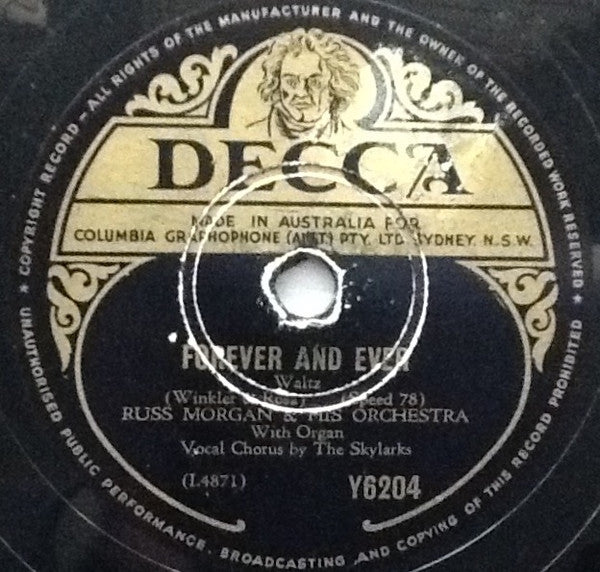 ★ COPYRIGHT RECORD – ALL RIGHTS OF THE MANUFACTURER AND THE OWNER OF THE RECORDED WORK RESERVED ★
UNAUTHORISED PUBLIC PERFORMANCE, BROADCASTING AND COPYING OF THIS RECORD PROHIBITED
DECCA
MADE IN AUSTRALIA FOR
COLUMBIA GRAPHOPHONE (AUST.) PTY. LTD. SYDNEY. N.S.W.
FOREVER AND EVER
Waltz
(Winkler & Rosa) (Speed 78)
RUSS MORGAN & HIS ORCHESTRA
With Organ
Vocal Chorus by The Skylarks
(L4871) Y6204